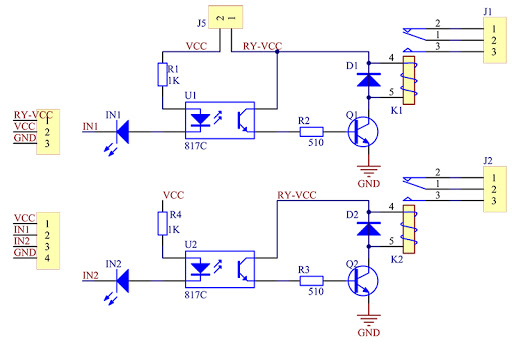 J5
2 1
VCC RY-VCC
J1
2 1
1 2
3 3
R1
1K
D1
4
5
K1
U1
Q1
RY-VCC 1
VCC 2
GND 3
IN1 IN1
R2
817C 510
GND
J2
2 1
1 2
3 3
VCC RY-VCC
R4
1K
D2
4
5
K2
VCC 1
IN1 2
IN2 3
GND 4
U2
Q2
IN2 IN2
R3
817C 510
GND